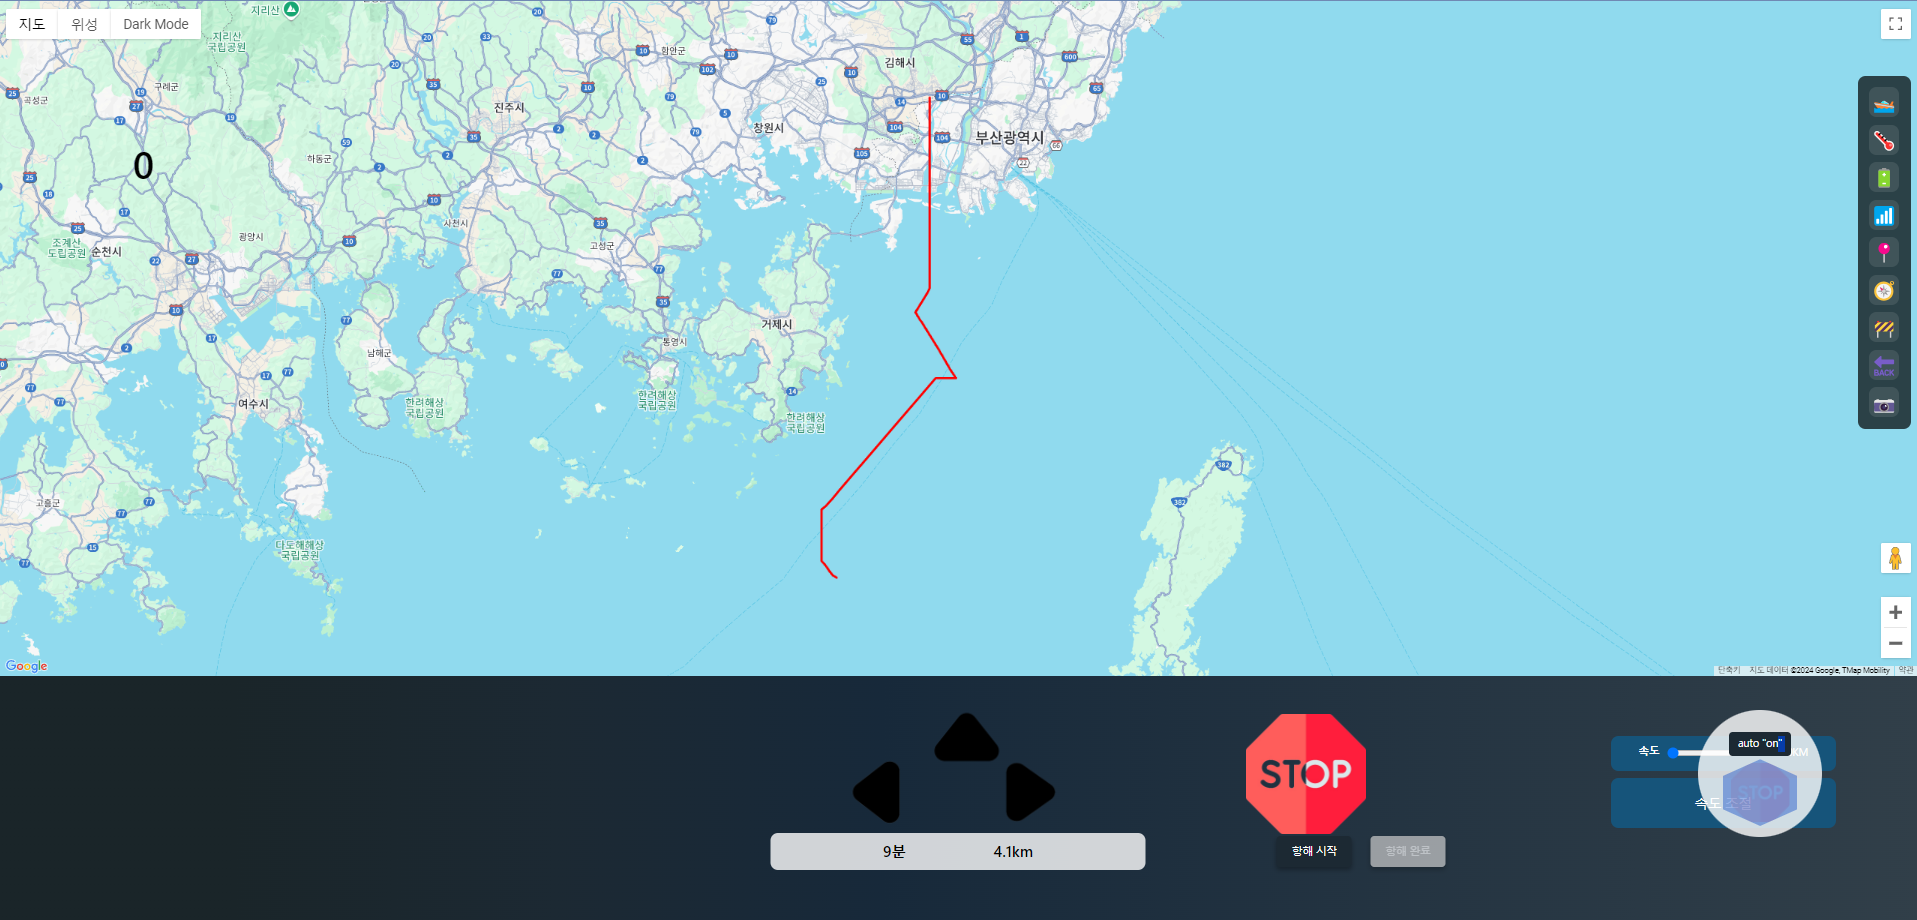 지도
위성
Dark Mode
지리산
지리산
국립공원
구례군
곡성군
진주시
함안군
김해시
창원시
부산광역시
하동군
사천시
고성군
광양시
조계산
도립공원
순천시
0
거제시
통영시
남해군
여수시
한려해상
국립공원
한려해상
국립공원
한려해상
국립공원
고흥군
다도해해상
국립공원
382
382
BACK
Google
단축키
지도 데이터 ©2024 Google, TMap Mobility
약관
STOP
9분
4.1km
항해 시작
항해 완료
속도
auto "on"
KM
STOP
속도 조절